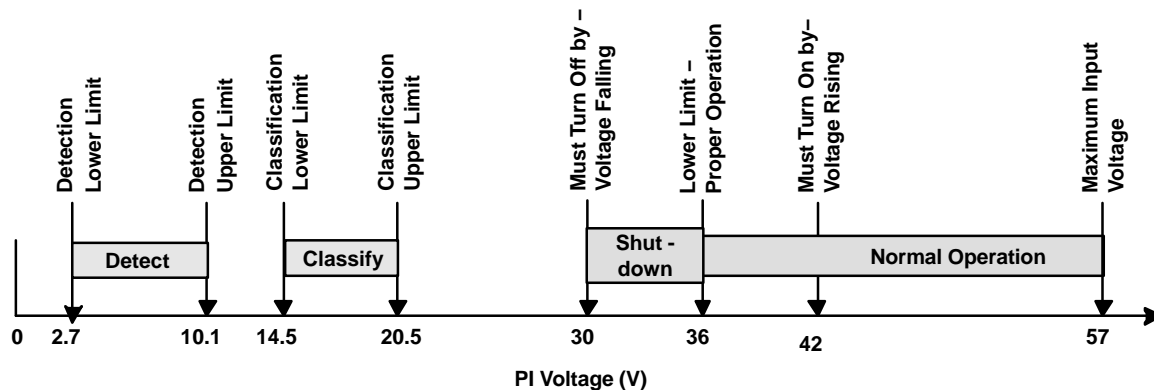 Detection
Lower Limit
Detection
Upper Limit
Classification
Lower Limit
Classification
Upper Limit
Must Turn Off by –
Voltage Falling
Lower Limit –
Proper Operation
Must Turn On by–
Voltage Rising
Maximum Input
Voltage
Detect
Classify
Shut -
down
Normal Operation
0 2.7 10.1 14.5 20.5 30 36 42 57
PI Voltage (V)